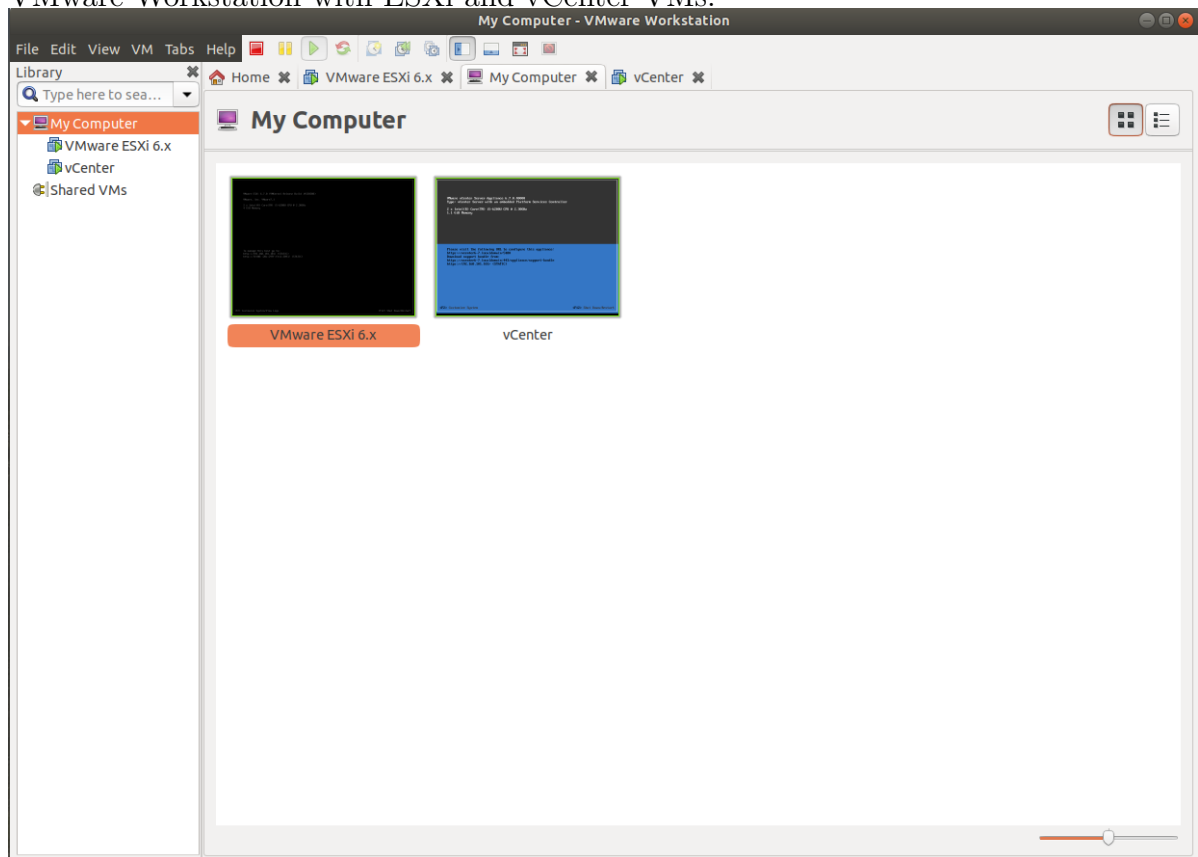 VMware Workstation with ESXi and vCenter VMs.
My Computer - VMware Workstation
File Edit View VM Tabs Help
Library
Home VMware ESXi 6.x My Computer vCenter
Type here to sea...
My Computer
My Computer
VMware ESXi 6.x
vCenter
Shared VMs
VMware ESXi 6.x vCenter